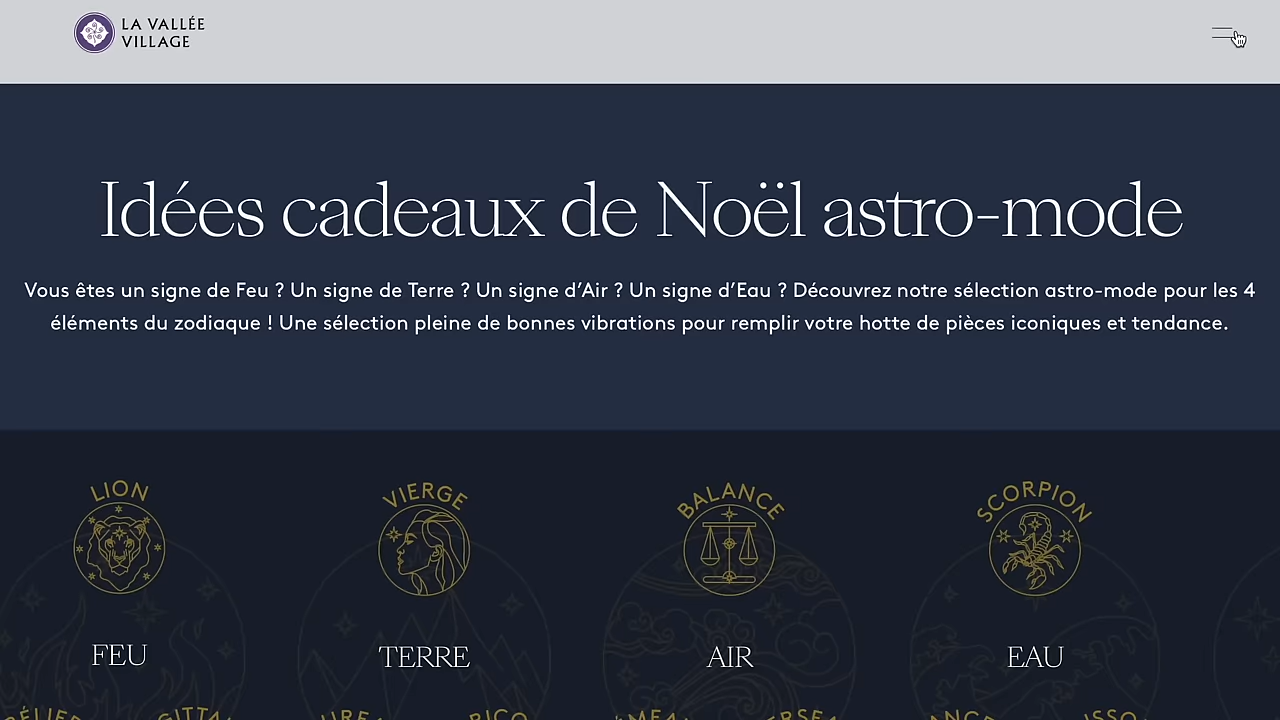 LA VALLÉE
VILLAGE
Idées cadeaux de Noël astro-mode
Vous êtes un signe de Feu ? Un signe de Terre ? Un signe d’Air ? Un signe d’Eau ? Découvrez notre sélection astro-mode pour les 4
éléments du zodiaque ! Une sélection pleine de bonnes vibrations pour remplir votre hotte de pièces iconiques et tendance.
LION
VIERGE
BALANCE
SCORPION
FEU
TERRE
AIR
EAU